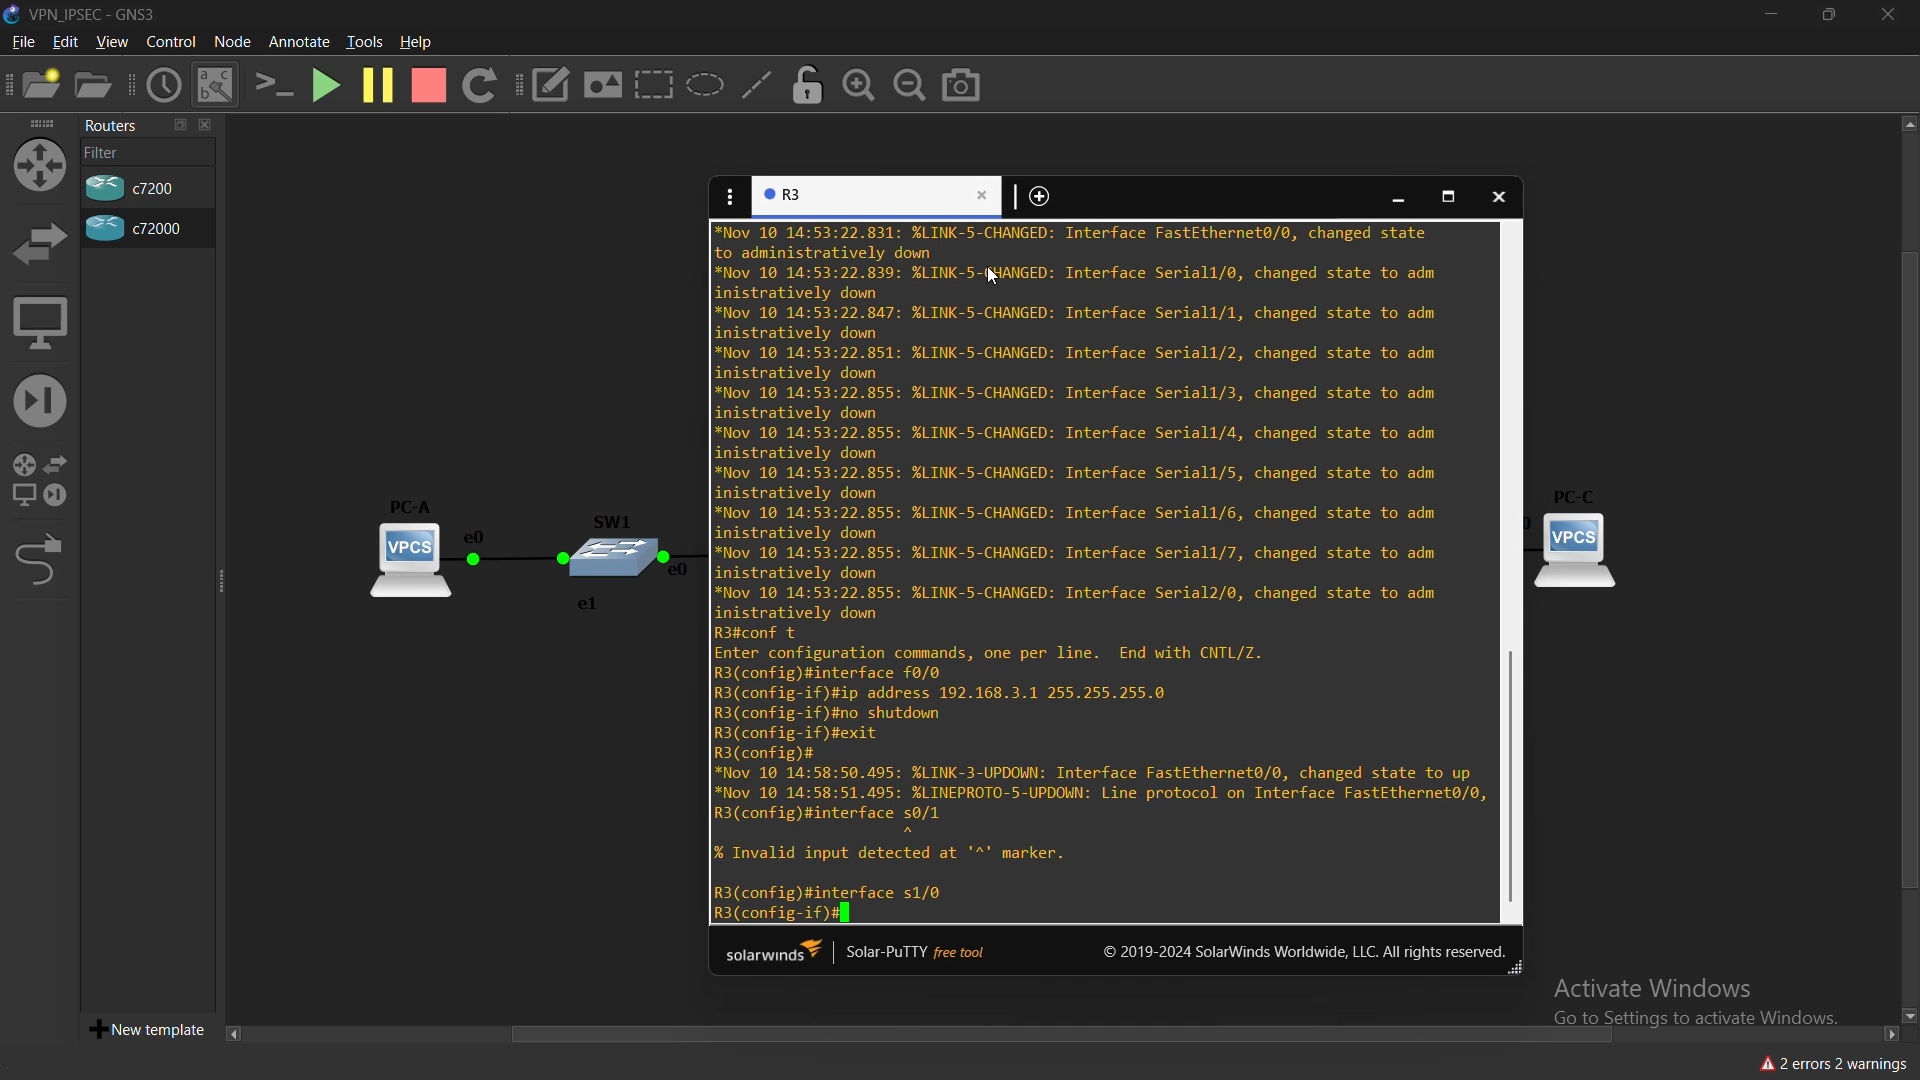 VPN_IPSEC - GNS3
File Edit View Control Node Annotate Tools Help
Routers
Filter
c7200
c72000
New template
PC-A
VPCS
e0
SW1
e0
e1
PC-C
VPCS
R3
*Nov 10 14:53:22.831: %LINK-5-CHANGED: Interface FastEthernet0/0, changed state
to administratively down
*Nov 10 14:53:22.839: %LINK-5-CHANGED: Interface Serial1/0, changed state to adm
inistratively down
*Nov 10 14:53:22.847: %LINK-5-CHANGED: Interface Serial1/1, changed state to adm
inistratively down
*Nov 10 14:53:22.851: %LINK-5-CHANGED: Interface Serial1/2, changed state to adm
inistratively down
*Nov 10 14:53:22.855: %LINK-5-CHANGED: Interface Serial1/3, changed state to adm
inistratively down
*Nov 10 14:53:22.855: %LINK-5-CHANGED: Interface Serial1/4, changed state to adm
inistratively down
*Nov 10 14:53:22.855: %LINK-5-CHANGED: Interface Serial1/5, changed state to adm
inistratively down
*Nov 10 14:53:22.855: %LINK-5-CHANGED: Interface Serial1/6, changed state to adm
inistratively down
*Nov 10 14:53:22.855: %LINK-5-CHANGED: Interface Serial1/7, changed state to adm
inistratively down
*Nov 10 14:53:22.855: %LINK-5-CHANGED: Interface Serial2/0, changed state to adm
inistratively down
R3#conf t
Enter configuration commands, one per line.  End with CNTL/Z.
R3(config)#interface f0/0
R3(config-if)#ip address 192.168.3.1 255.255.255.0
R3(config-if)#no shutdown
R3(config-if)#exit
R3(config)#
*Nov 10 14:58:50.495: %LINK-3-UPDOWN: Interface FastEthernet0/0, changed state to up
*Nov 10 14:58:51.495: %LINEPROTO-5-UPDOWN: Line protocol on Interface FastEthernet0/0,
R3(config)#interface s0/1
^
% Invalid input detected at '^' marker.
R3(config)#interface s1/0
R3(config-if)#
solarwinds Solar-PuTTY free tool © 2019-2024 SolarWinds Worldwide, LLC. All rights reserved.
Activate Windows
Go to Settings to activate Windows.
2 errors 2 warnings